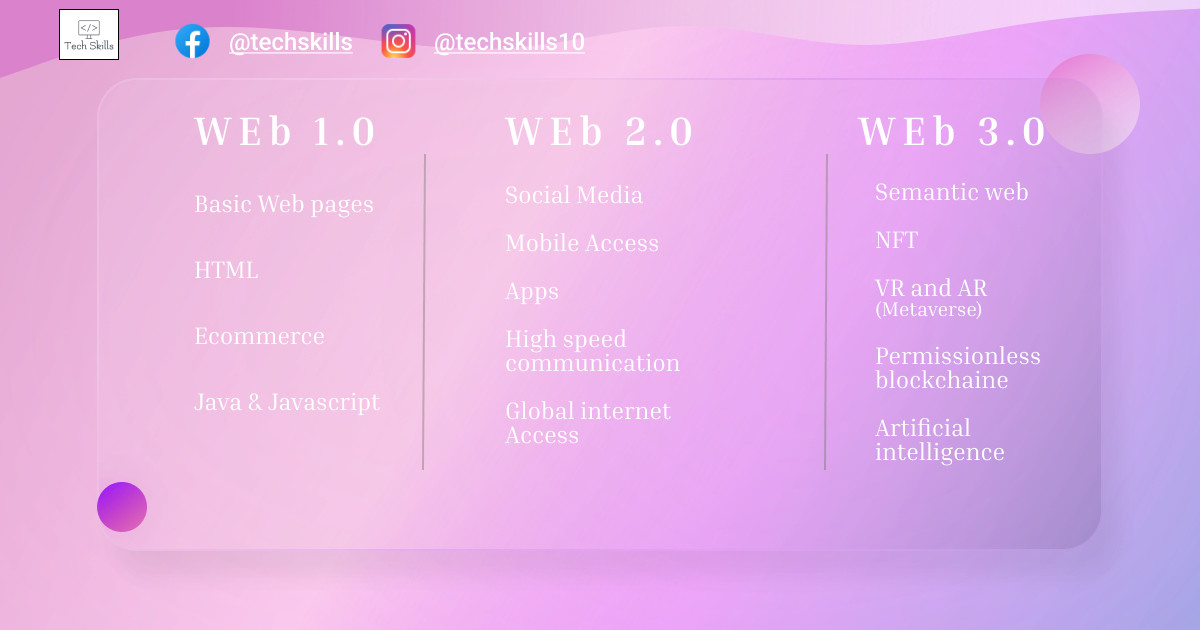 </>
Tech Skills
@techskills
@techskills10
WEb 1.0
Basic Web pages
HTML
Ecommerce
Java & Javascript
WEb 2.0
Social Media
Mobile Access
Apps
High speed
communication
Global internet
Access
WEb 3.0
Semantic web
NFT
VR and AR
(Metaverse)
Permissionless
blockchaine
Artificial
intelligence